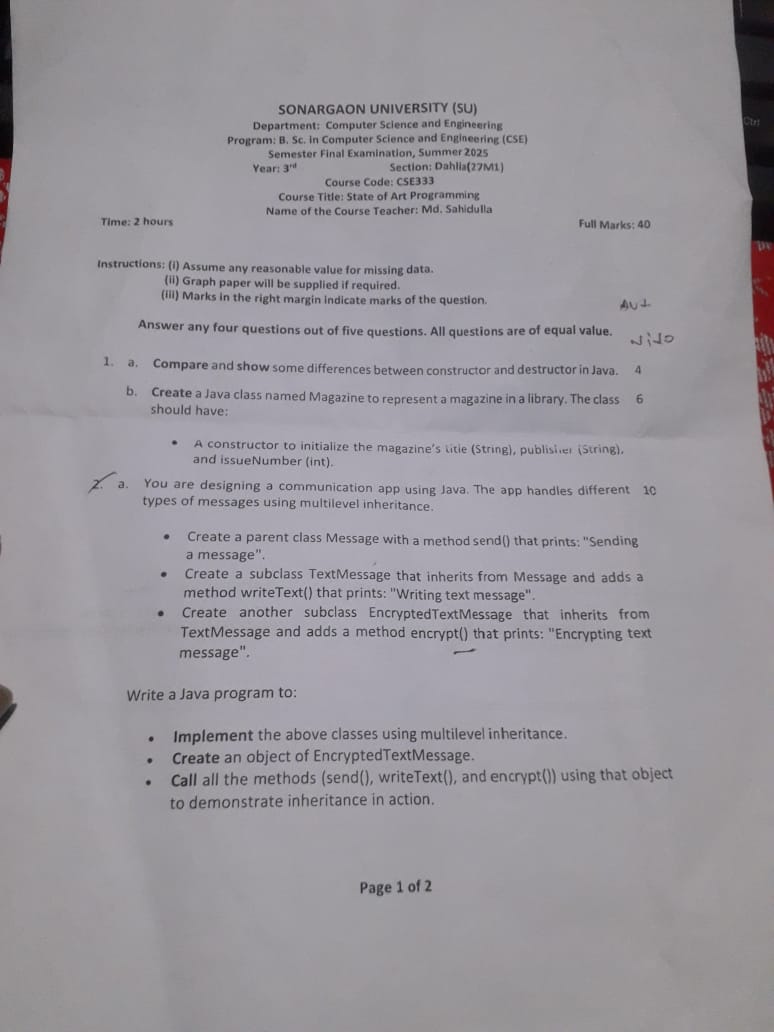 SONARGAON UNIVERSITY (SU)
Department: Computer Science and Engineering
Program: B. Sc. in Computer Science and Engineering (CSE)
Semester Final Examination, Summer 2025
Year: 3rd Section: Dahlia(27M1)
Course Code: CSE333
Course Title: State of Art Programming
Name of the Course Teacher: Md. Sahidulla
Time: 2 hours Full Marks: 40
Instructions: (i) Assume any reasonable value for missing data.
(ii) Graph paper will be supplied if required.
(iii) Marks in the right margin indicate marks of the question.
Answer any four questions out of five questions. All questions are of equal value.
1. a. Compare and show some differences between constructor and destructor in Java. 4
b. Create a Java class named Magazine to represent a magazine in a library. The class 6
should have:
• A constructor to initialize the magazine's title (String), publisher (String),
and issueNumber (int).
2. a. You are designing a communication app using Java. The app handles different 10
types of messages using multilevel inheritance.
• Create a parent class Message with a method send() that prints: "Sending
a message".
• Create a subclass TextMessage that inherits from Message and adds a
method writeText() that prints: "Writing text message".
• Create another subclass EncryptedTextMessage that inherits from
TextMessage and adds a method encrypt() that prints: "Encrypting text
message".
Write a Java program to:
• Implement the above classes using multilevel inheritance.
• Create an object of EncryptedTextMessage.
• Call all the methods (send(), writeText(), and encrypt()) using that object
to demonstrate inheritance in action.
Page 1 of 2
Ctrl